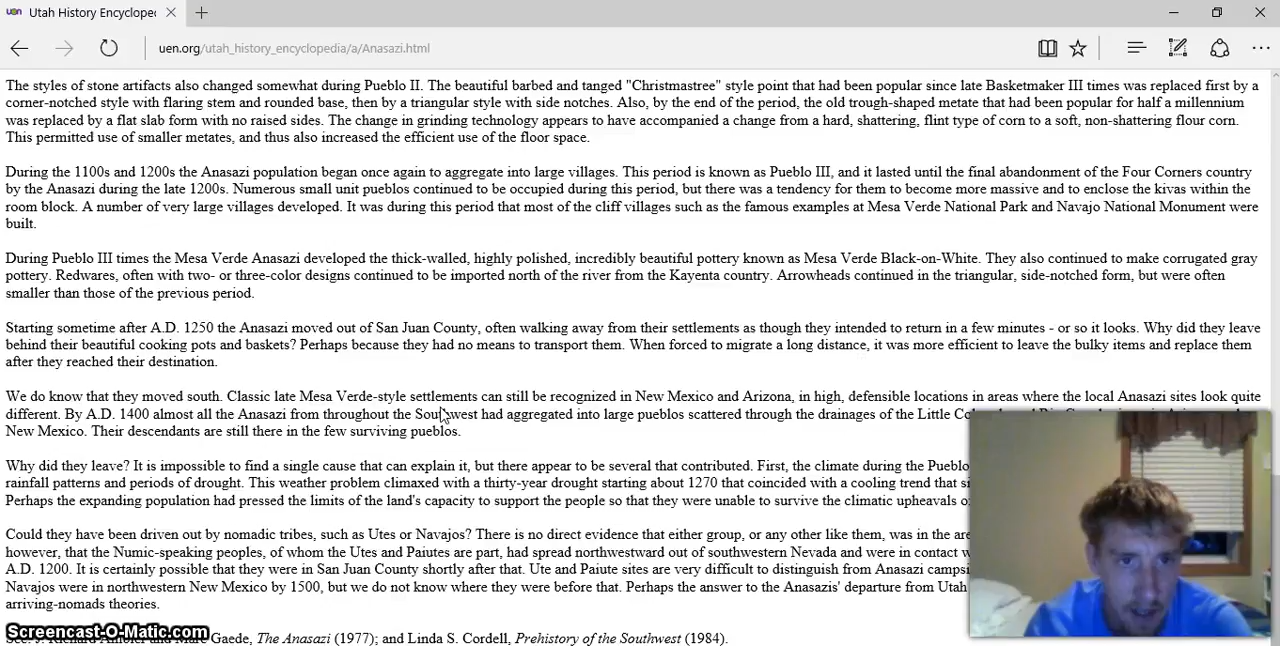 Utah History Encycloped
uen.org/utah_history_encyclopedia/a/Anasazi.html
The styles of stone artifacts also changed somewhat during Pueblo II. The beautiful barbed and tanged "Christmastree" style point that had been popular since late Basketmaker III times was replaced first by a
corner-notched style with flaring stem and rounded base, then by a triangular style with side notches. Also, by the end of the period, the old trough-shaped metate that had been popular for half a millennium
was replaced by a flat slab form with no raised sides. The change in grinding technology appears to have accompanied a change from a hard, shattering, flint type of corn to a soft, non-shattering flour corn.
This permitted use of smaller metates, and thus also increased the efficient use of the floor space.
During the 1100s and 1200s the Anasazi population began once again to aggregate into large villages. This period is known as Pueblo III, and it lasted until the final abandonment of the Four Corners country
by the Anasazi during the late 1200s. Numerous small unit pueblos continued to be occupied during this period, but there was a tendency for them to become more massive and to enclose the kivas within the
room block. A number of very large villages developed. It was during this period that most of the cliff villages such as the famous examples at Mesa Verde National Park and Navajo National Monument were
built.
During Pueblo III times the Mesa Verde Anasazi developed the thick-walled, highly polished, incredibly beautiful pottery known as Mesa Verde Black-on-White. They also continued to make corrugated gray
pottery. Redwares, often with two- or three-color designs continued to be imported north of the river from the Kayenta country. Arrowheads continued in the triangular, side-notched form, but were often
smaller than those of the previous period.
Starting sometime after A.D. 1250 the Anasazi moved out of San Juan County, often walking away from their settlements as though they intended to return in a few minutes - or so it looks. Why did they leave
behind their beautiful cooking pots and baskets? Perhaps because they had no means to transport them. When forced to migrate a long distance, it was more efficient to leave the bulky items and replace them
after they reached their destination.
We do know that they moved south. Classic late Mesa Verde-style settlements can still be recognized in New Mexico and Arizona, in high, defensible locations in areas where the local Anasazi sites look quite
different. By A.D. 1400 almost all the Anasazi from throughout the Southwest had aggregated into large pueblos scattered through the drainages of the Little
New Mexico. Their descendants are still there in the few surviving pueblos.
Why did they leave? It is impossible to find a single cause that can explain it, but there appear to be several that contributed. First, the climate during the Pueblo
rainfall patterns and periods of drought. This weather problem climaxed with a thirty-year drought starting about 1270 that coincided with a cooling trend that
Perhaps the expanding population had pressed the limits of the land's capacity to support the people so that they were unable to survive the climatic upheavals
Could they have been driven out by nomadic tribes, such as Utes or Navajos? There is no direct evidence that either group, or any other like them, was in the
however, that the Numic-speaking peoples, of whom the Utes and Paiutes are part, had spread northwestward out of southwestern Nevada and were in contact
A.D. 1200. It is certainly possible that they were in San Juan County shortly after that. Ute and Paiute sites are very difficult to distinguish from Anasazi
Navajos were in northwestern New Mexico by 1500, but we do not know where they were before that. Perhaps the answer to the Anasazis' departure from Utah
arriving-nomads theories.
Gaede, The Anasazi (1977); and Linda S. Cordell, Prehistory of the Southwest (1984).
Screencast-O-Matic.com